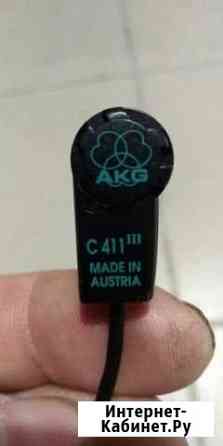 AKG
C 411 III
MADE IN
AUSTRIA
Интернет-
Кабинет.Ру